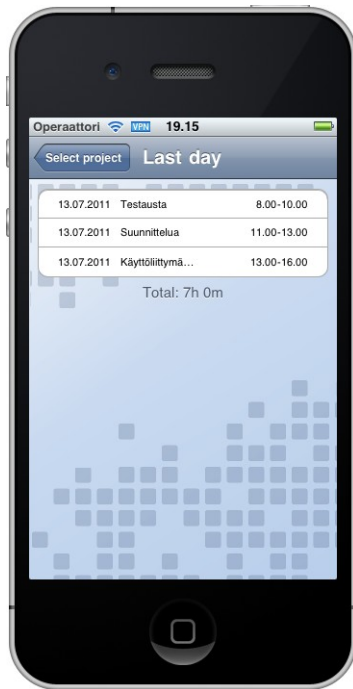 Operaattori VPN 19.15
Select project Last day
13.07.2011 Testausta 8.00-10.00
13.07.2011 Suunnittelua 11.00-13.00
13.07.2011 Käyttöliittymä... 13.00-16.00
Total: 7h 0m